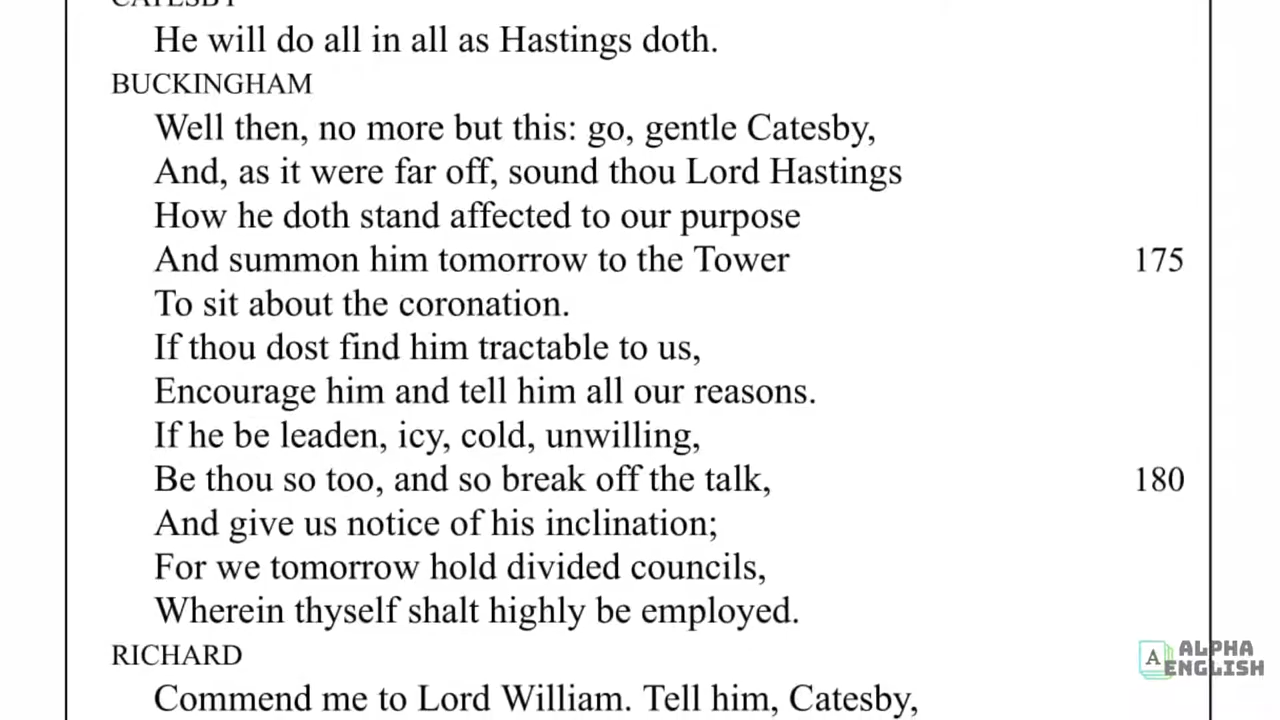 CATESBY
He will do all in all as Hastings doth.
BUCKINGHAM
Well then, no more but this: go, gentle Catesby,
And, as it were far off, sound thou Lord Hastings
How he doth stand affected to our purpose
And summon him tomorrow to the Tower 175
To sit about the coronation.
If thou dost find him tractable to us,
Encourage him and tell him all our reasons.
If he be leaden, icy, cold, unwilling,
Be thou so too, and so break off the talk, 180
And give us notice of his inclination;
For we tomorrow hold divided councils,
Wherein thyself shalt highly be employed.
RICHARD
A ALPHA
ENGLISH
Commend me to Lord William. Tell him, Catesby,